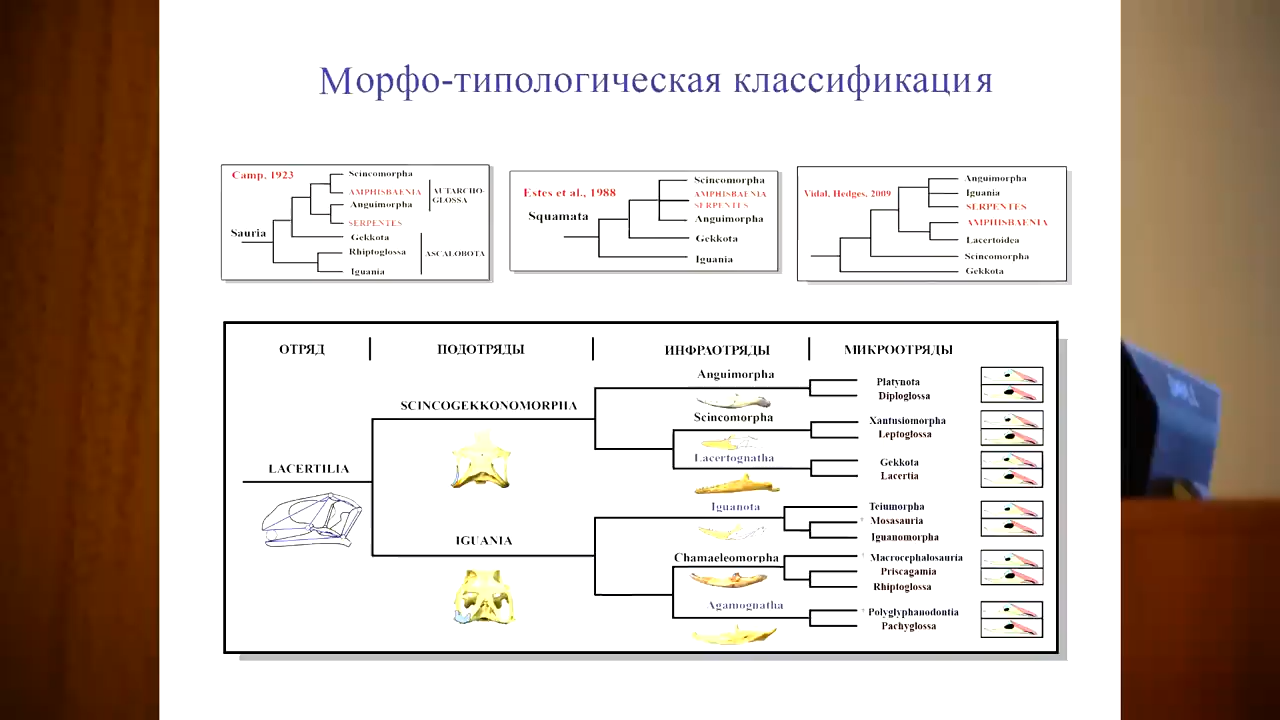 Морфо-типологическая классификация
Camp, 1923
Scincomorpha
AMPHISBAENIA
Anguimorpha
SERPENTES
Gekkota
Rhiptoglossa
Iguania
Sauria
AUTARCHO-
GLOSSA
ASCALOBOTA
Estes et al., 1988
Squamata
Scincomorpha
AMPHISBAENIA
SERPENTES
Anguimorpha
Gekkota
Iguania
Vidal, Hedges, 2009
Anguimorpha
Iguania
SERPENTES
AMPHISBAENIA
Lacertoidea
Scincomorpha
Gekkota
ОТРЯД
ПОДОТРЯДЫ
ИНФРАОТРЯДЫ
МИКРООТРЯДЫ
LACERTILIA
SCINCOGEKKONOMORPHA
IGUANIA
Anguimorpha
Scincomorpha
Lacertognatha
Iguanota
Chamaeleomorpha
Agamognatha
Platynota
Diploglossa
Xantusiomorpha
Leptoglossa
Gekkota
Lacertia
Teiumorpha
Mosasauria
Iguanomorpha
Macrocephalosauria
Priscagamia
Rhiptoglossa
Polyglyphanodontia
Pachyglossa